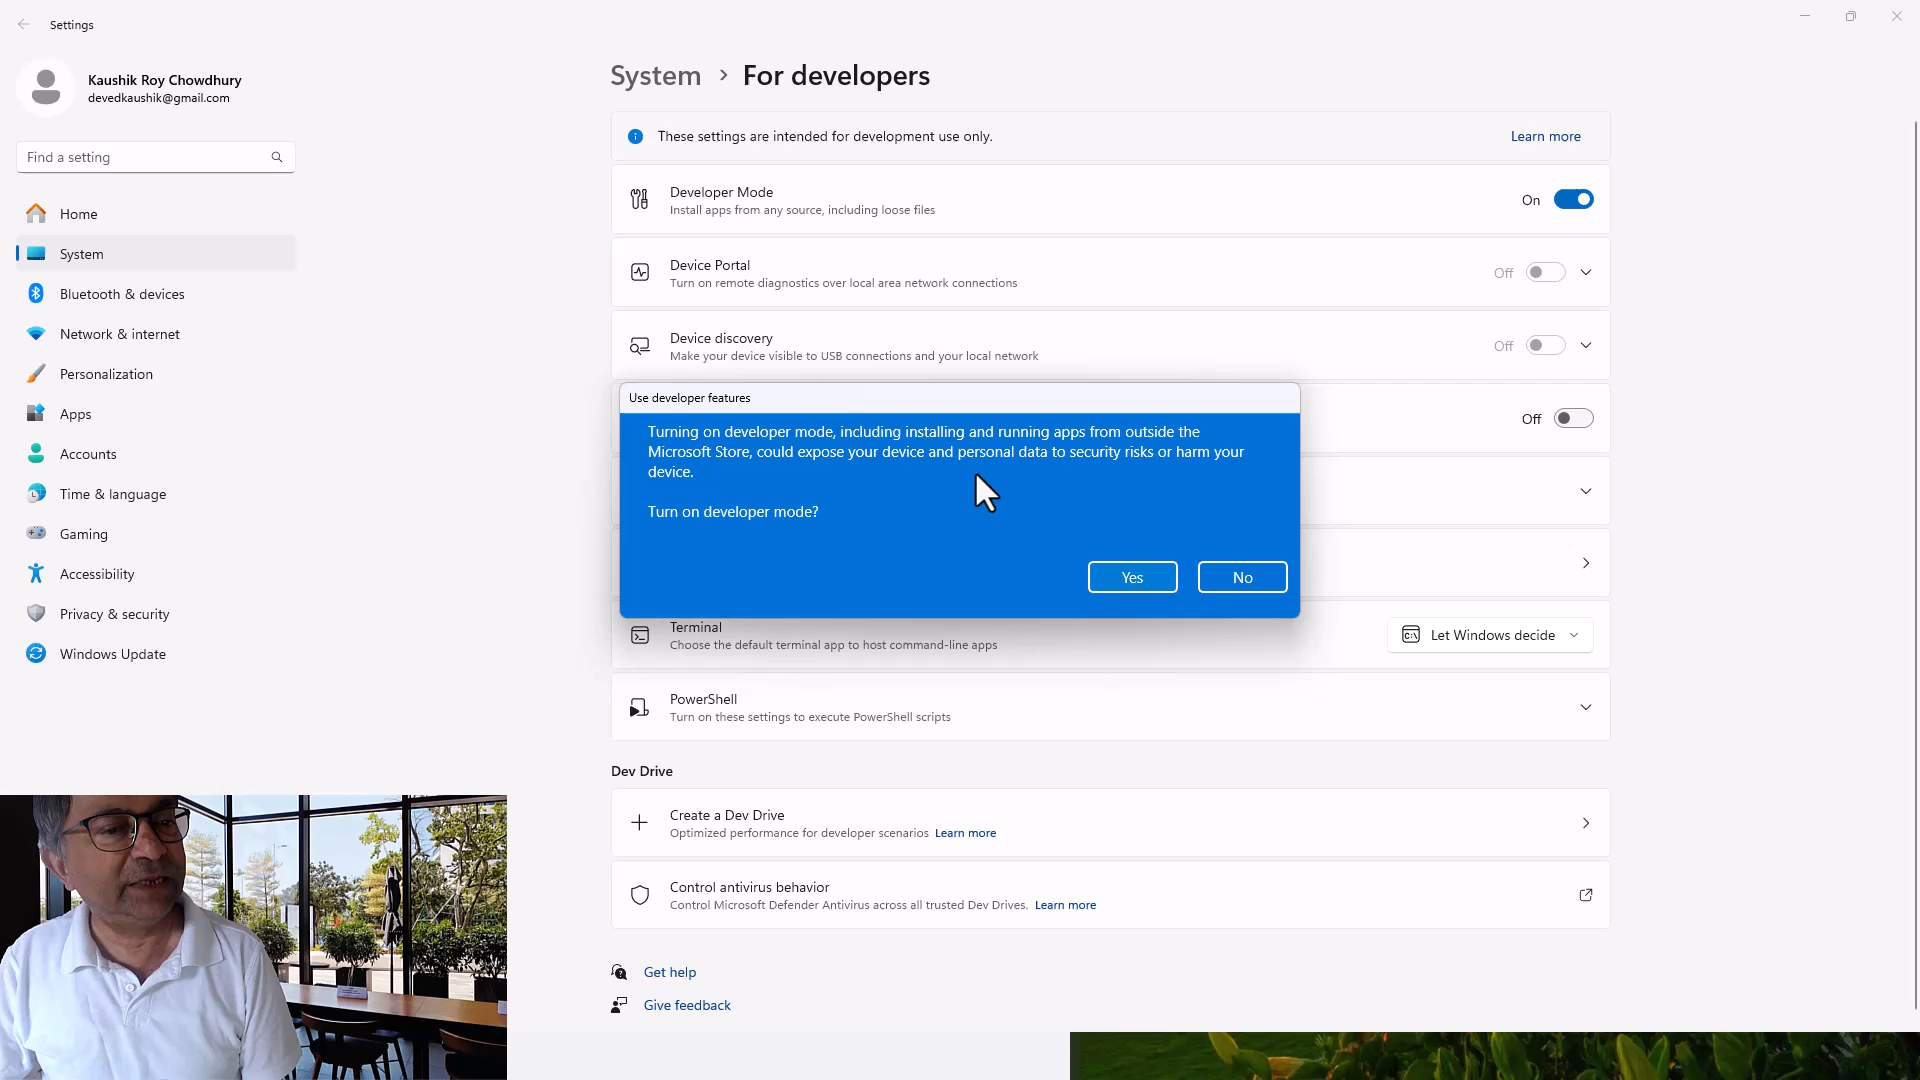 Settings
Kaushik Roy Chowdhury
devedkaushik@gmail.com
Find a setting
Home
System
Bluetooth & devices
Network & internet
Personalization
Apps
Accounts
Time & language
Gaming
Accessibility
Privacy & security
Windows Update
System > For developers
These settings are intended for development use only. Learn more
Developer Mode
Install apps from any source, including loose files
On
Device Portal
Turn on remote diagnostics over local area network connections
Off
Device discovery
Make your device visible to USB connections and your local network
Off
Off
Use developer features
Turning on developer mode, including installing and running apps from outside the
Microsoft Store, could expose your device and personal data to security risks or harm your
device.
Turn on developer mode?
Yes No
Terminal
Choose the default terminal app to host command-line apps
Let Windows decide
PowerShell
Turn on these settings to execute PowerShell scripts
Dev Drive
Create a Dev Drive
Optimized performance for developer scenarios Learn more
Control antivirus behavior
Control Microsoft Defender Antivirus across all trusted Dev Drives. Learn more
Get help
Give feedback